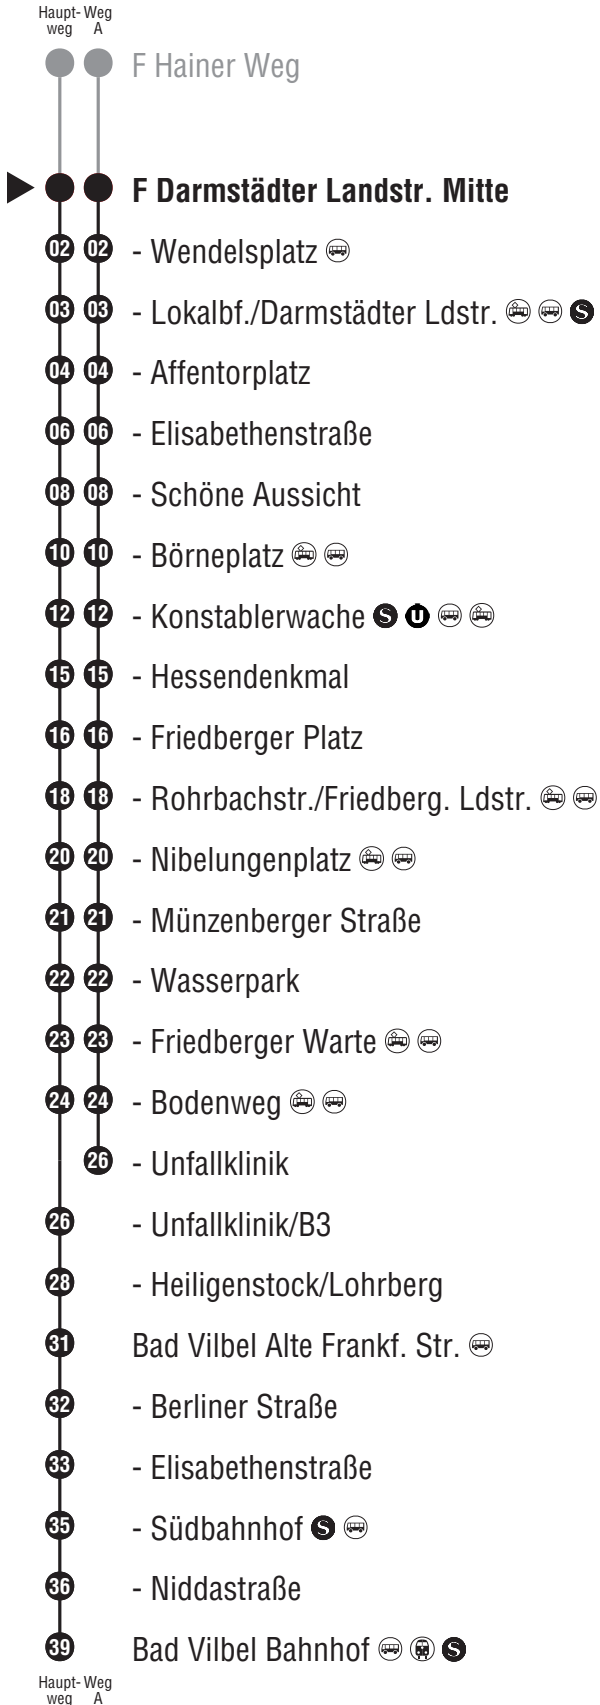 Haupt- Weg
weg A
F Hainer Weg
F Darmstädter Landstr. Mitte
02 02 - Wendelsplatz
03 03 - Lokalbf./Darmstädter Ldstr. S
04 04 - Affentorplatz
06 06 - Elisabethenstraße
08 08 - Schöne Aussicht
10 10 - Börneplatz
12 12 - Konstablerwache S U
15 15 - Hessendenkmal
16 16 - Friedberger Platz
18 18 - Rohrbachstr./Friedberg. Ldstr.
20 20 - Nibelungenplatz
21 21 - Münzenberger Straße
22 22 - Wasserpark
23 23 - Friedberger Warte
24 24 - Bodenweg
26 - Unfallklinik
26 - Unfallklinik/B3
28 - Heiligenstock/Lohrberg
31 Bad Vilbel Alte Frankf. Str.
32 - Berliner Straße
33 - Elisabethenstraße
35 - Südbahnhof S
36 - Niddastraße
39 Bad Vilbel Bahnhof S
Haupt- Weg
weg A